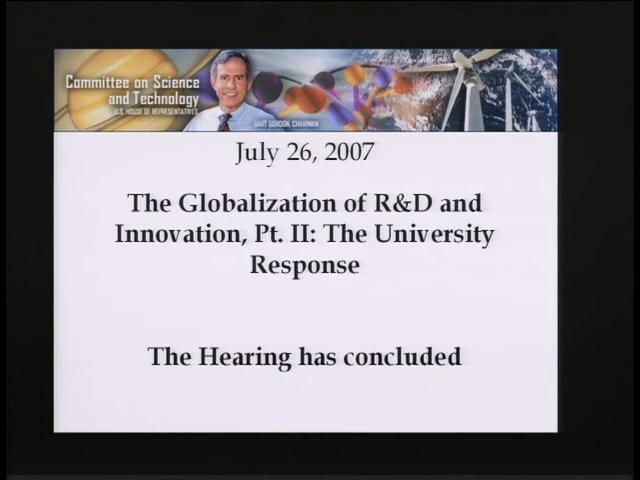 Committee on Science
and Technology
U.S. HOUSE OF REPRESENTATIVES
BART GORDON, CHAIRMAN
July 26, 2007
The Globalization of R&D and
Innovation, Pt. II: The University
Response
The Hearing has concluded